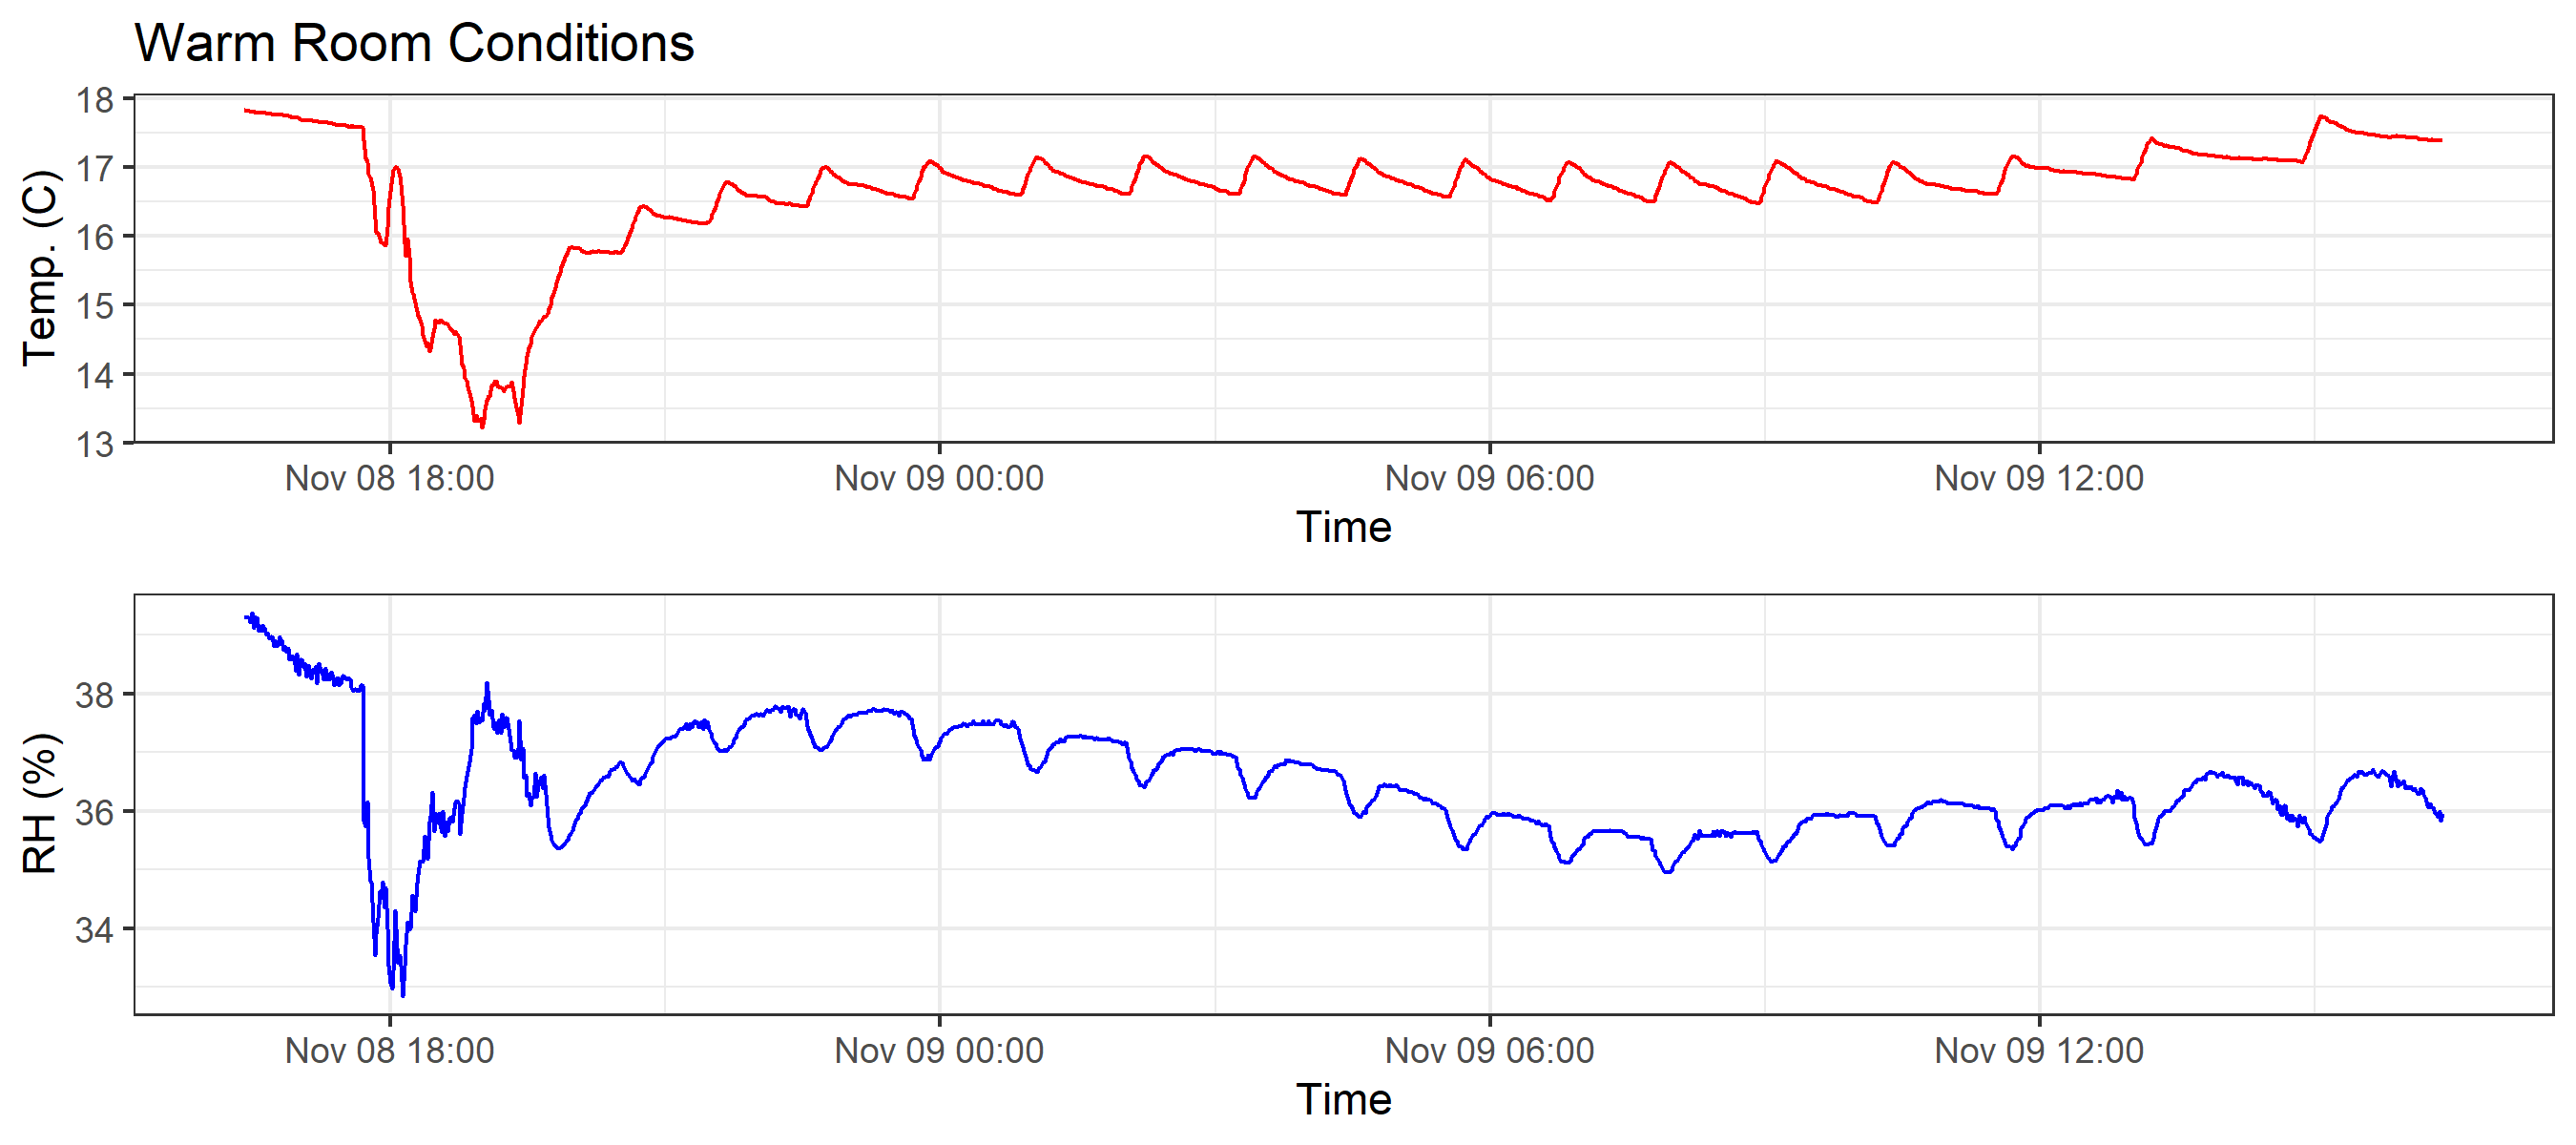 Warm Room Conditions
Temp. (C)
18
17
16
15
14
13
Nov 08 18:00 Nov 09 00:00 Nov 09 06:00 Nov 09 12:00
Time
RH (%)
38
36
34
Nov 08 18:00 Nov 09 00:00 Nov 09 06:00 Nov 09 12:00
Time